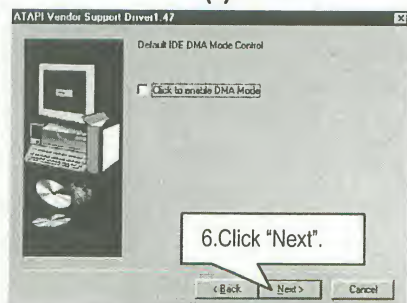 ATAPI Vendor Support Driver1.47
Default IDE DMA Mode Control
Click to enable DMA Mode
6.Click "Next".
< Back Next > Cancel